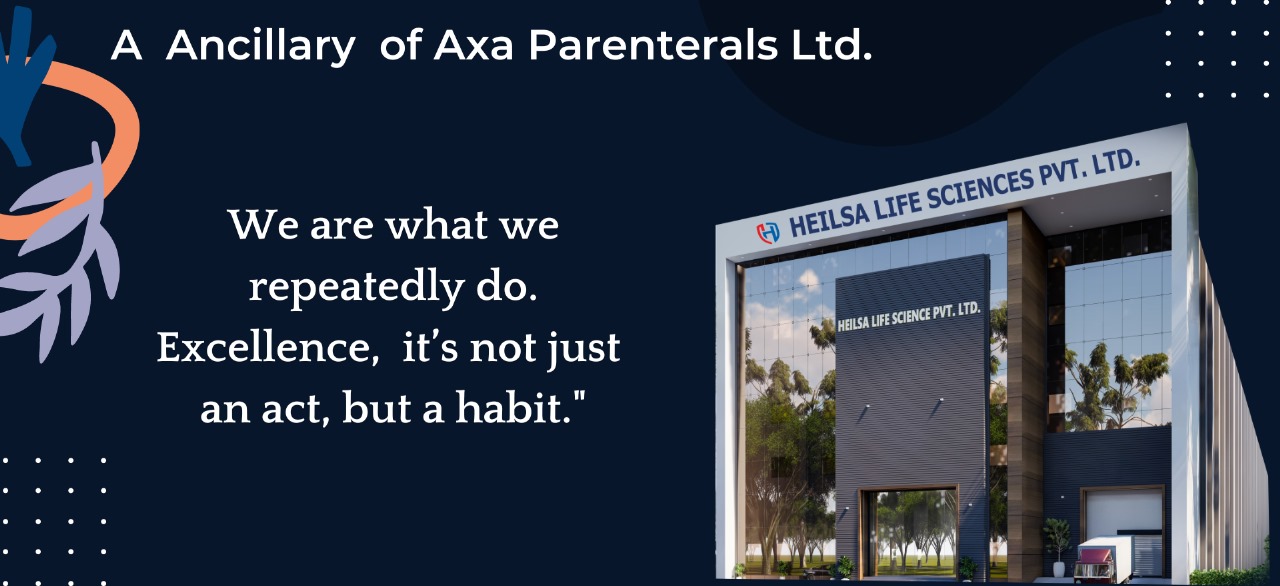 A Ancillary of Axa Parenterals Ltd.
We are what we
repeatedly do.
Excellence, it’s not just
an act, but a habit."
HEILSA LIFE SCIENCES PVT. LTD.
HEILSA LIFE SCIENCE PVT. LTD.